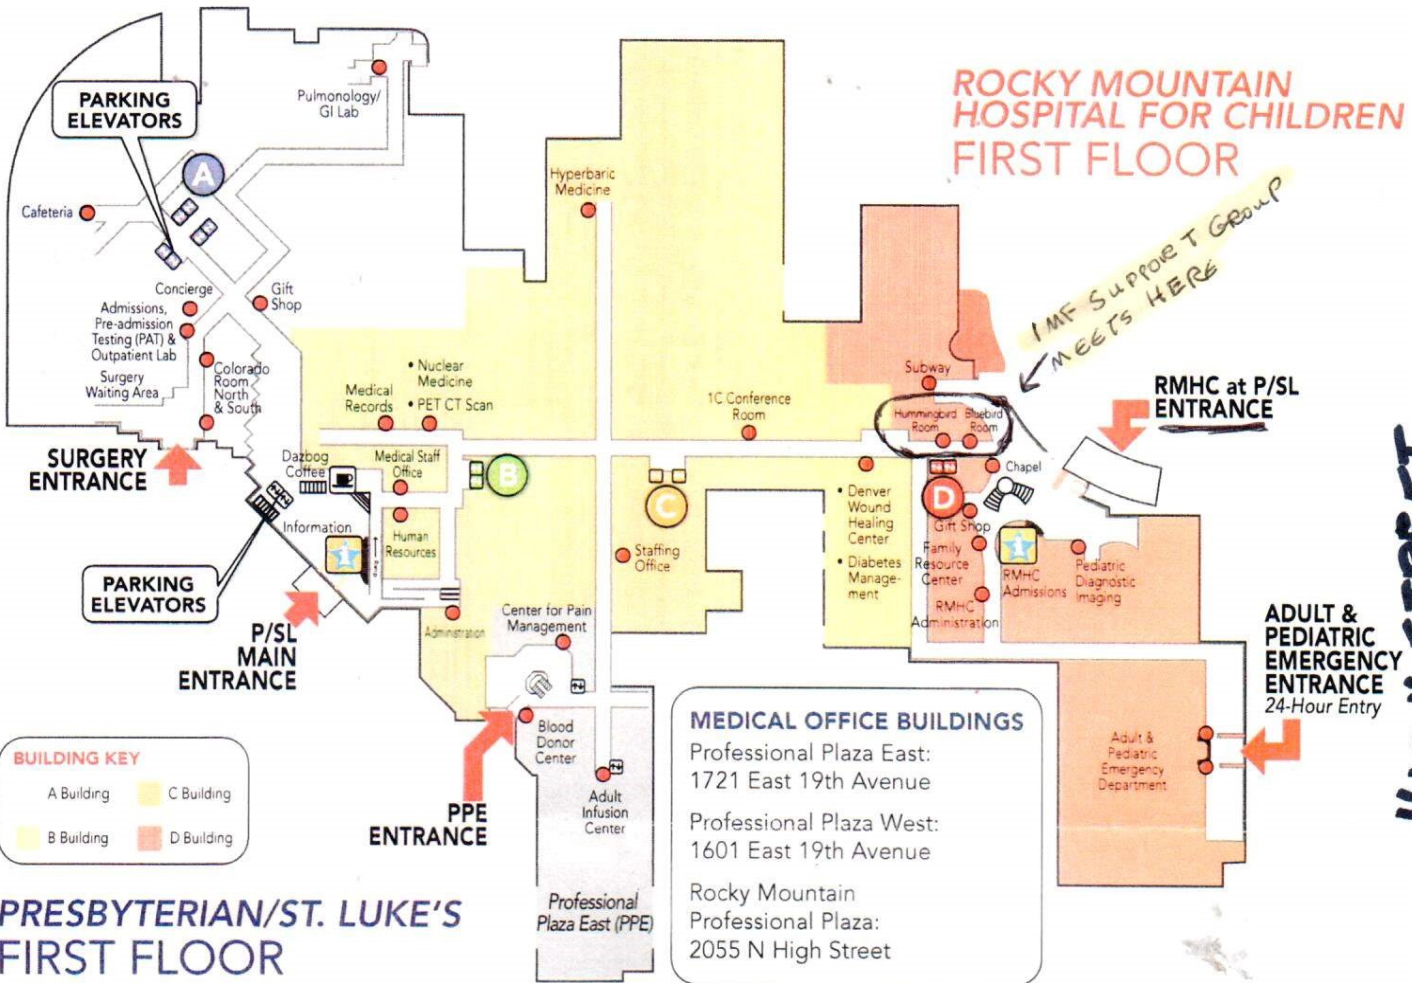 ROCKY MOUNTAIN
HOSPITAL FOR CHILDREN
FIRST FLOOR
PARKING
ELEVATORS
Pulmonology/
GI Lab
A
Cafeteria
Hyperbaric
Medicine
IMF SUPPORT GROUP
MEETS HERE
Concierge
Gift
Shop
Admissions,
Pre-admission
Testing (PAT) &
Outpatient Lab
Surgery
Waiting Area
Colorado
Room
North
& South
SURGERY
ENTRANCE
Medical
Records
• Nuclear
Medicine
• PET CT Scan
1C Conference
Room
Subway
Hummingbird
Room
Bluebird
Room
RMHC at P/SL
ENTRANCE
Dazbog
Coffee
Medical Staff
Office
B
C
D
Chapel
• Denver
Wound
Healing
Center
• Diabetes
Manage-
ment
Gift Shop
Family
Resource
Center
RMHC
Administration
RMHC
Admissions
Pediatric
Diagnostic
Imaging
Information
Human
Resources
Staffing
Office
PARKING
ELEVATORS
P/SL
MAIN
ENTRANCE
Administration
Center for Pain
Management
Blood
Donor
Center
Adult
Infusion
Center
PPE
ENTRANCE
Professional
Plaza East (PPE)
ADULT &
PEDIATRIC
EMERGENCY
ENTRANCE
24-Hour Entry
Adult &
Pediatric
Emergency
Department
BUILDING KEY
A Building
C Building
B Building
D Building
MEDICAL OFFICE BUILDINGS
Professional Plaza East:
1721 East 19th Avenue
Professional Plaza West:
1601 East 19th Avenue
Rocky Mountain
Professional Plaza:
2055 N High Street
PRESBYTERIAN/ST. LUKE'S
FIRST FLOOR